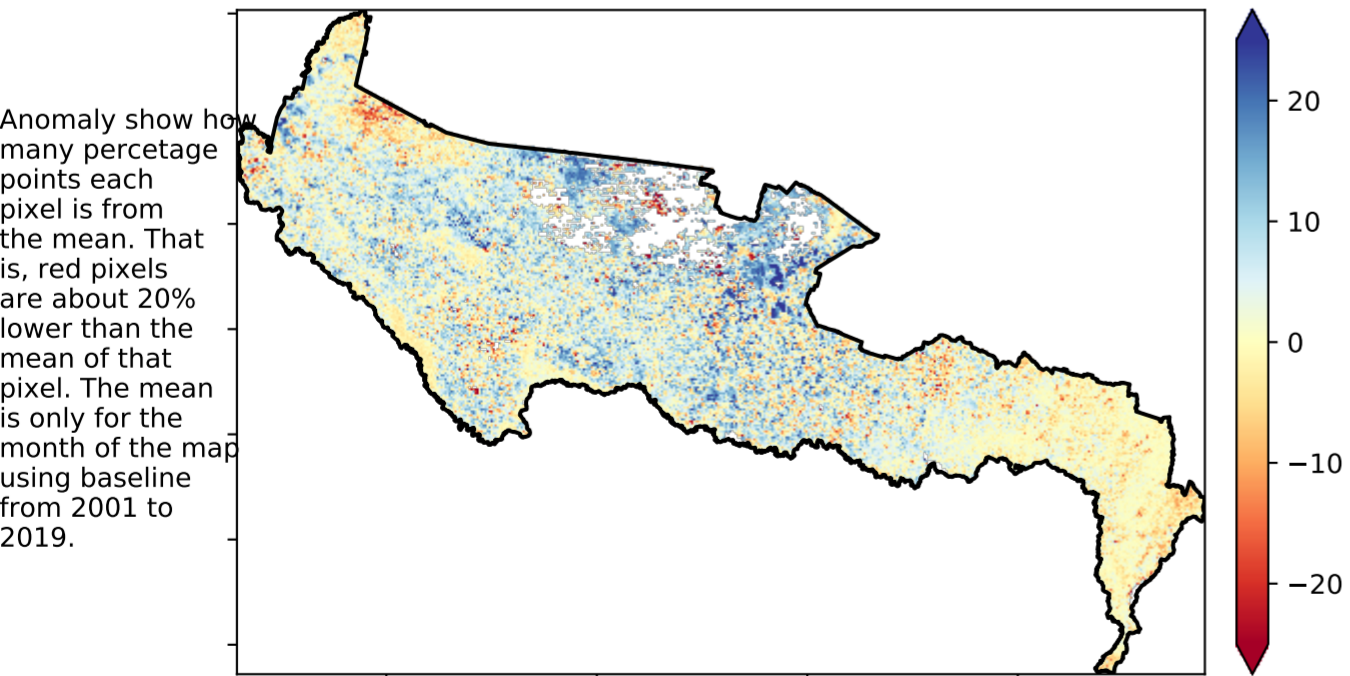 Anomaly show how
many percetage
points each
pixel is from
the mean. That
is, red pixels
are about 20%
lower than the
mean of that
pixel. The mean
is only for the
month of the map
using baseline
from 2001 to
2019.
20
10
0
−10
−20